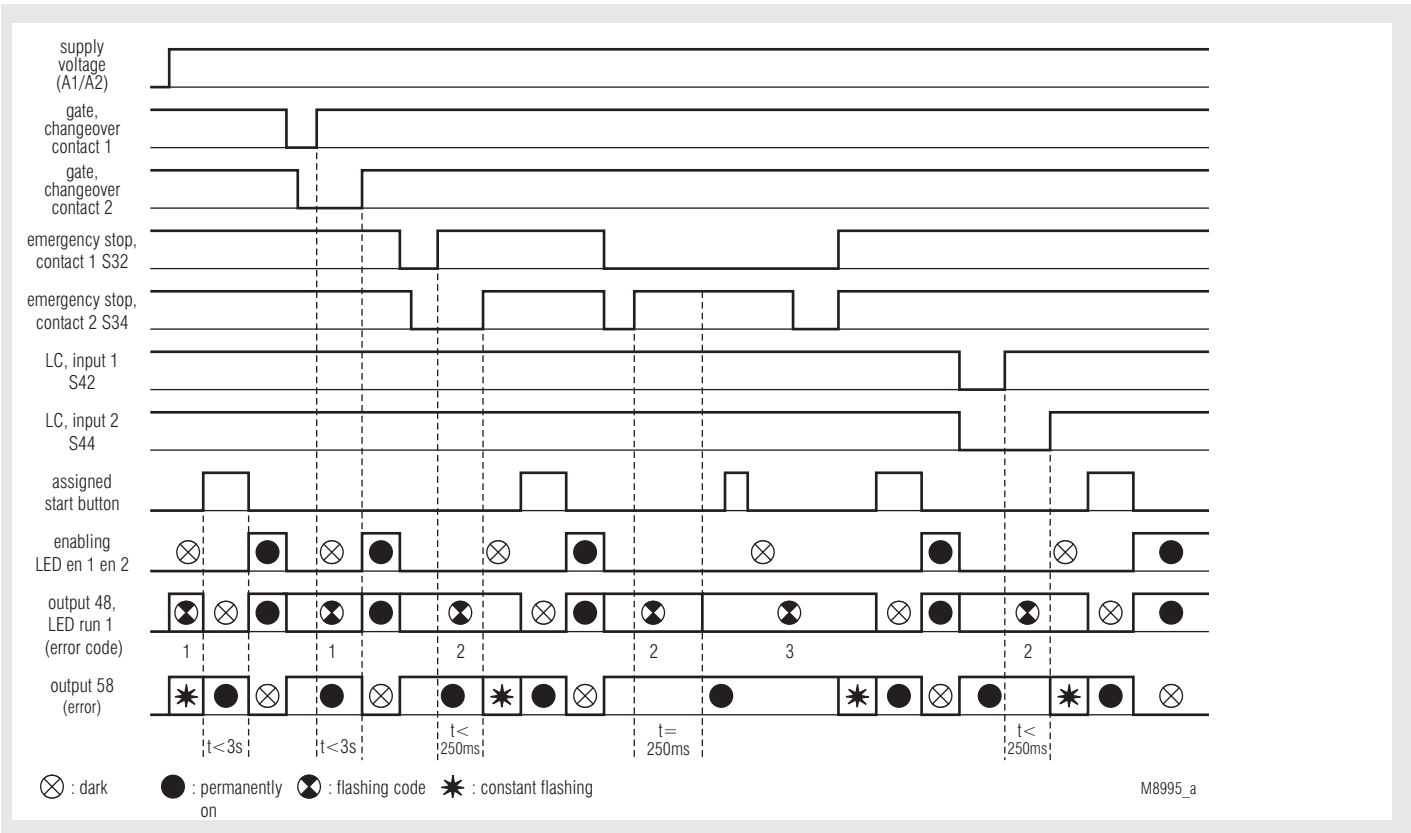 supply
voltage
(A1/A2)
gate,
changeover
contact 1
gate,
changeover
contact 2
emergency stop,
contact 1 S32
emergency stop,
contact 2 S34
LC, input 1
S42
LC, input 2
S44
assigned
start button
enabling
LED en 1 en 2
output 48,
LED run 1
(error code)
1
1
2
2
3
2
output 58
(error)
t<3s
t<3s
t<
250ms
t=
250ms
t<
250ms
: dark
: permanently
on
: flashing code
: constant flashing
M8995_a